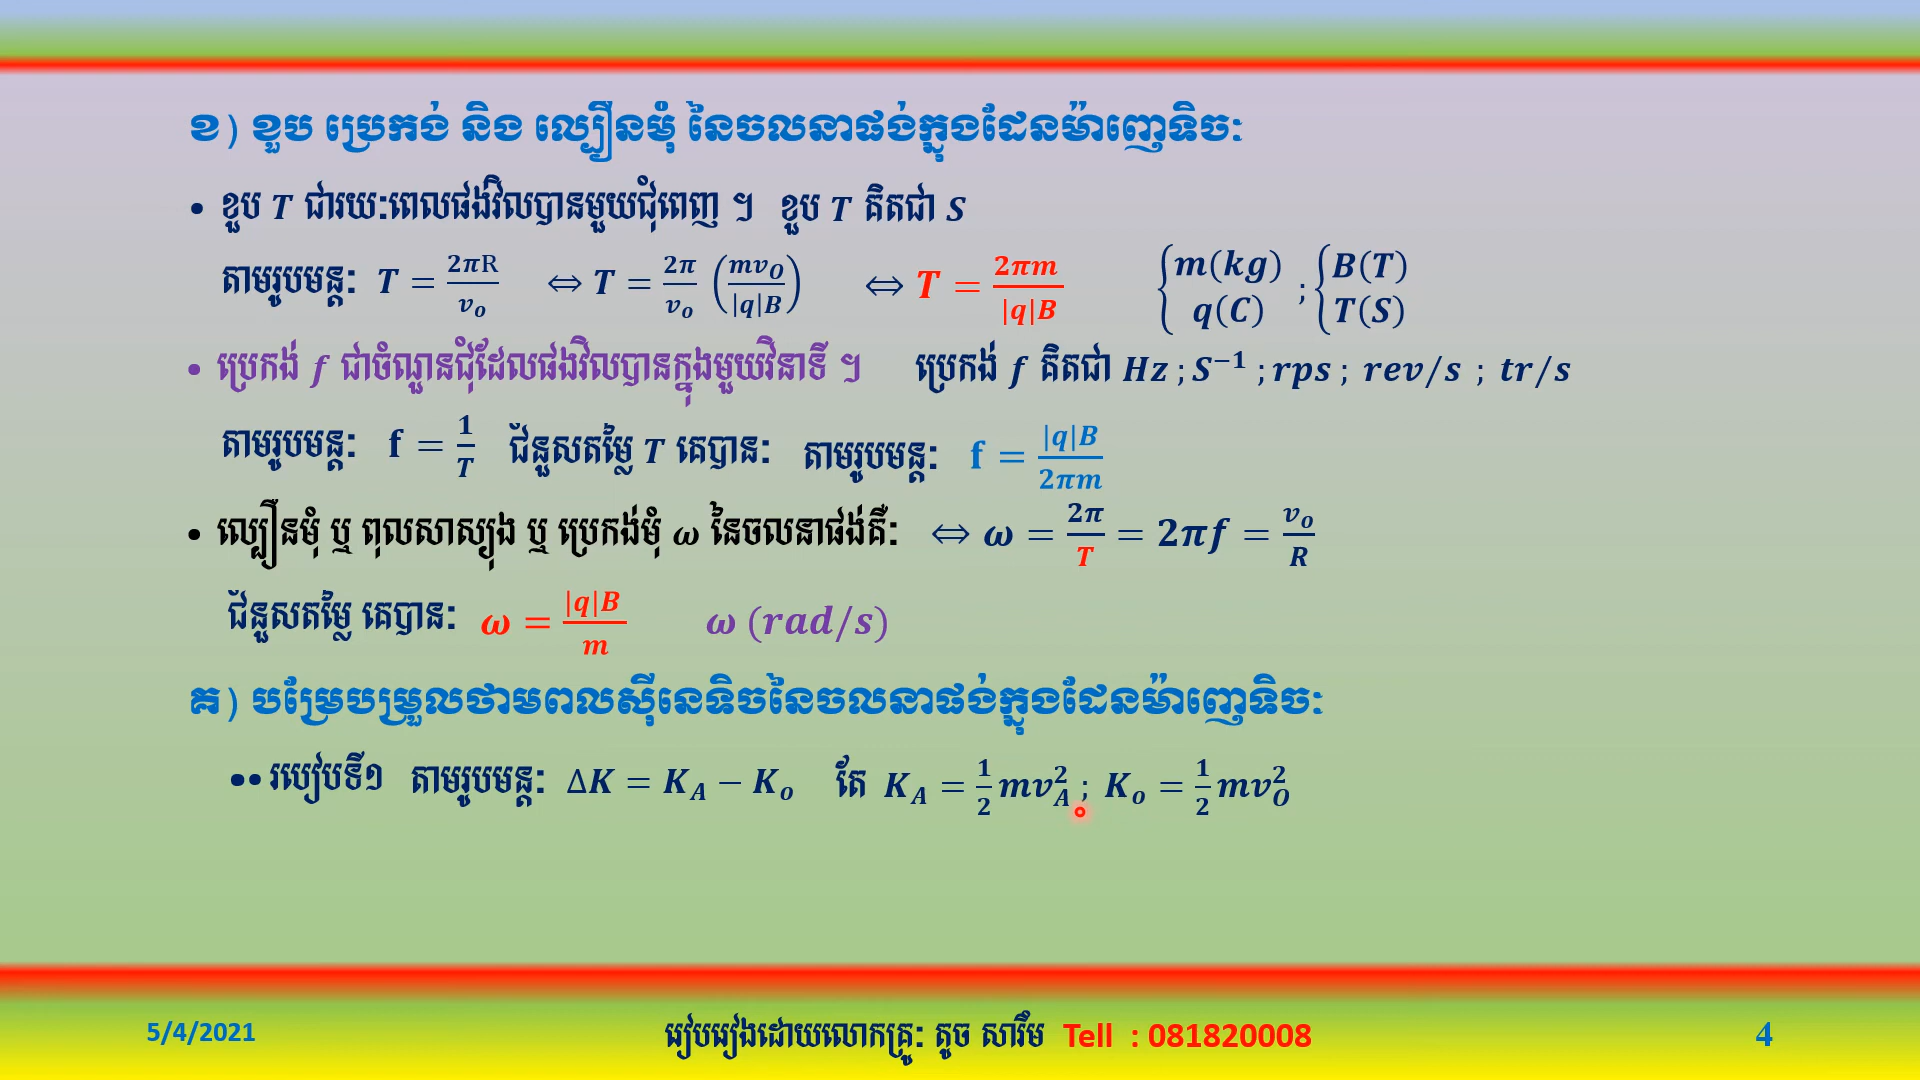 ខ) ខួប ប្រេកង់ និង ល្បឿនមុំ នៃចលនាផង់ក្នុងដែនម៉ាញេទិច:
• ខួប T ជារយ:ពេលផង់វិលបានមួយជុំពេញ ។ ខួប T គិតជា S
តាមរូបមន្ត: T = 2πR/v_o ⇔ T = 2π/v_o (mv_O/|q|B) ⇔ T = 2πm/|q|B {m(kg) q(C) ; {B(T) T(S)
• ប្រេកង់ f ជាចំណួនជុំដែលផងវិលបានក្នុងមួយវិនាទី ។ ប្រេកង់ f គិតជា Hz ; S⁻¹ ; rps ; rev/s ; tr/s
តាមរូបមន្ត: f = 1/T ជំនួសតម្លៃ T គេបាន: តាមរូបមន្ត: f = |q|B/2πm
• ល្បឿនមុំ ឬ ពុលសាស្យុង ឬ ប្រេកង់មុំ ω នៃចលនាផង់គឺ: ⇔ ω = 2π/T = 2πf = v_o/R
ជំនួសតម្លៃ គេបាន: ω = |q|B/m ω (rad/s)
គ) បម្រែបម្រួលថាមពលស៊ីនេទិចនៃចលនាផង់ក្នុងដែនម៉ាញេទិច:
•• របៀបទី១ តាមរូបមន្ត: ΔK = K_A − K_o តែ K_A = 1/2 mv_A² ; K_o = 1/2 mv_O²
5/4/2021 រៀបរៀងដោយលោកគ្រូ: តូច សារឹម Tell : 081820008 4